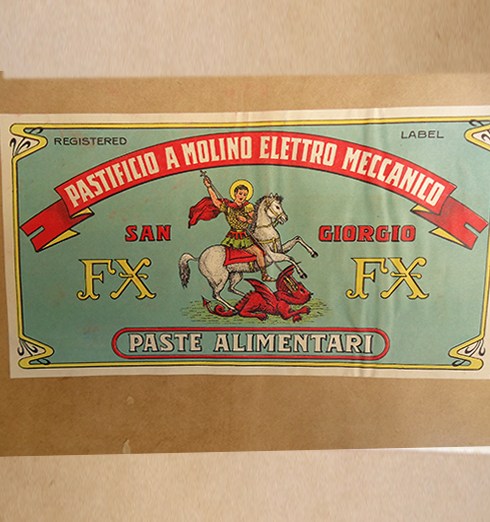 REGISTERED LABEL
PASTIFICIO A MOLINO ELETTRO MECCANICO
SAN GIORGIO
FX FX
PASTE ALIMENTARI